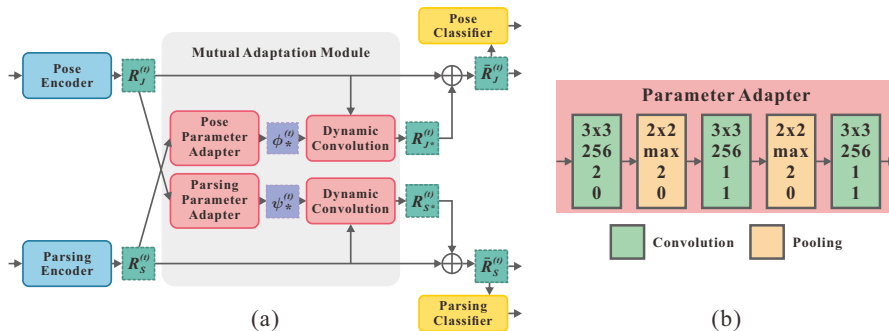 Pose
Classifier
Mutual Adaptation Module
Pose
Encoder
R_J^{(t)}
R̄_J^{(t)}
Pose
Parameter
Adapter
ϕ_*^{(t)}
Dynamic
Convolution
R_{J*}^{(t)}
Parsing
Parameter
Adapter
ψ_*^{(t)}
Dynamic
Convolution
R_{S*}^{(t)}
Parsing
Encoder
R_S^{(t)}
R̄_S^{(t)}
Parsing
Classifier
(a)
Parameter Adapter
3x3
256
2
0
2x2
max
2
0
3x3
256
1
1
2x2
max
2
0
3x3
256
1
1
Convolution
Pooling
(b)